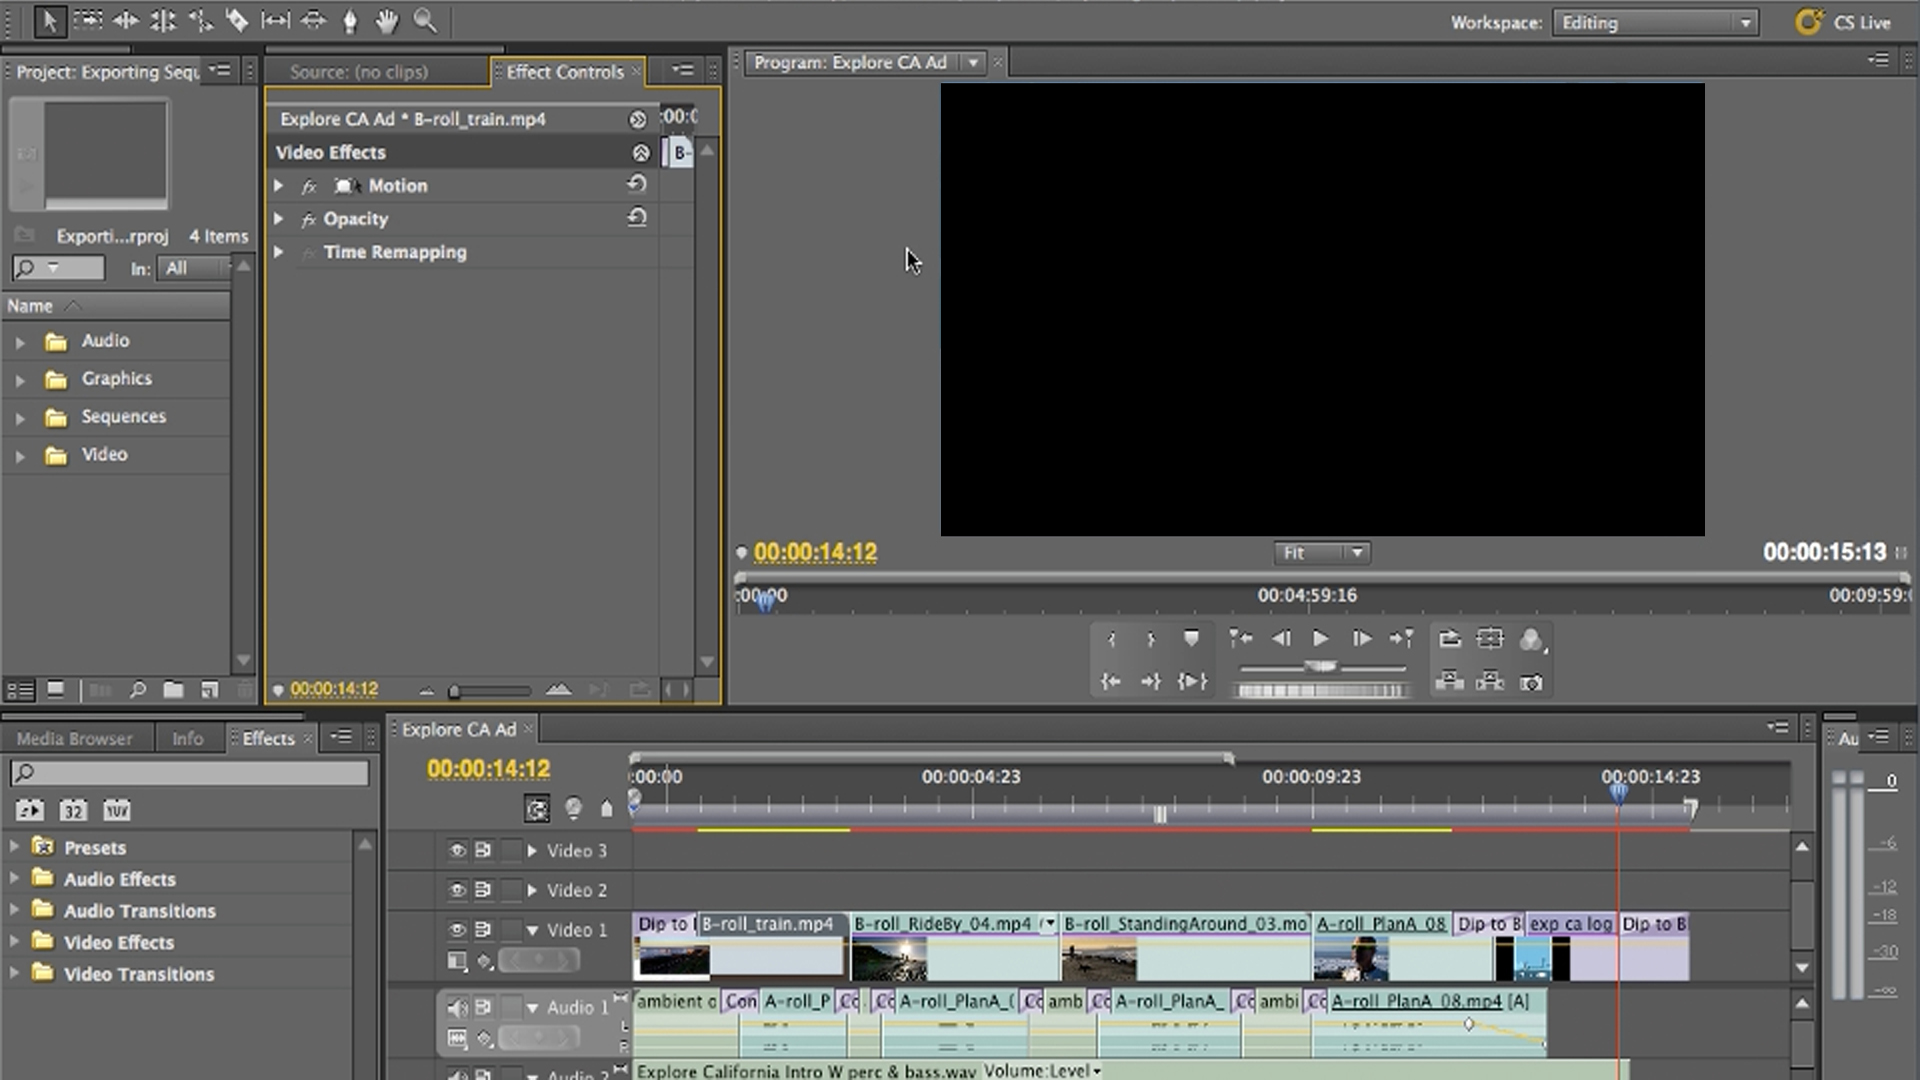 Workspace: Editing CS Live
Project: Exporting Sequ
Source: (no clips) Effect Controls
Program: Explore CA Ad
Explore CA Ad * B-roll_train.mp4 :00:0
Video Effects B-
fx Motion
fx Opacity
Time Remapping
Exporti...rproj 4 Items
In: All
Name
Audio
Graphics
Sequences
Video
00:00:14:12 Fit 00:00:15:13
:00:00 00:04:59:16 00:09:59:
00:00:14:12
Media Browser Info Effects
Explore CA Ad
Au
00:00:14:12
:00:00 00:00:04:23 00:00:09:23 00:00:14:23
32 YUV
Presets
Audio Effects
Audio Transitions
Video Effects
Video Transitions
Video 3
Video 2
Video 1
Dip to B-roll_train.mp4 B-roll_RideBy_04.mp4 B-roll_StandingAround_03.mo A-roll_PlanA_08 Dip to B exp ca log Dip to B
Audio 1
ambient o Con A-roll_P Co Co A-roll_PlanA_( Co amb Co A-roll_PlanA_ Co ambi Co A-roll_PlanA_08.mp4 [A]
L
R
Audio 2 Explore California Intro W perc & bass.wav Volume:Level
0
-6
-12
-18
-30
-∞